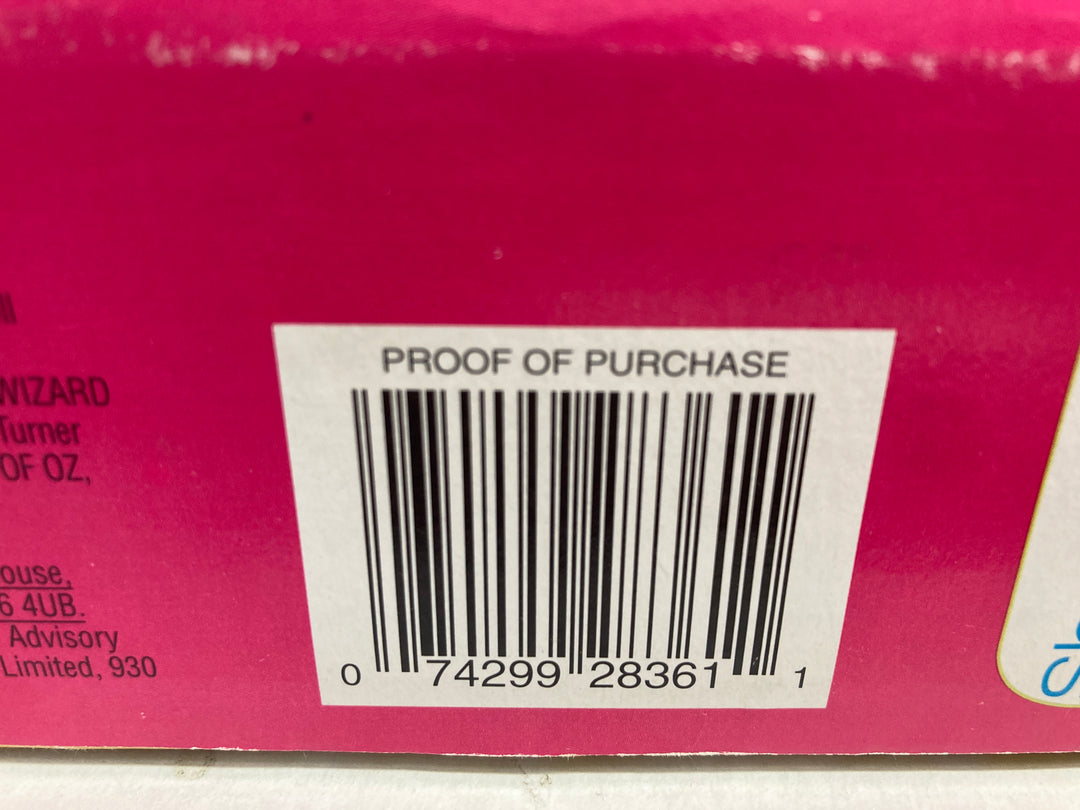 WIZARD
Turner
OF OZ,
ouse,
6 4UB.
Advisory
Limited, 930
PROOF OF PURCHASE
0 74299 28361 1